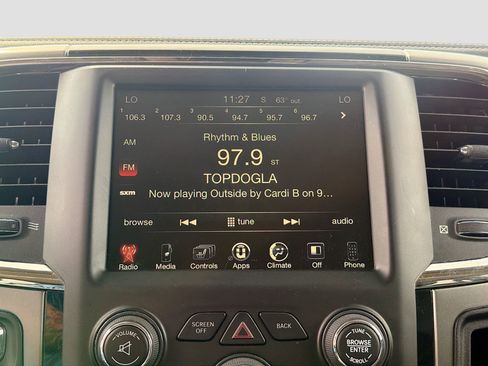 LO 11:27 S 63° out LO
1 106.3 2 107.3 3 90.5 4 94.7 5 95.7 6 96.7
AM
Rhythm & Blues
FM
97.9 ST
TOPDOGLA
sxm
Now playing Outside by Cardi B on 9...
browse tune audio
Radio Media Controls Apps Climate Off Phone
VOLUME
SCREEN OFF
BACK
TUNE
BROWSE
ENTER
SCROLL